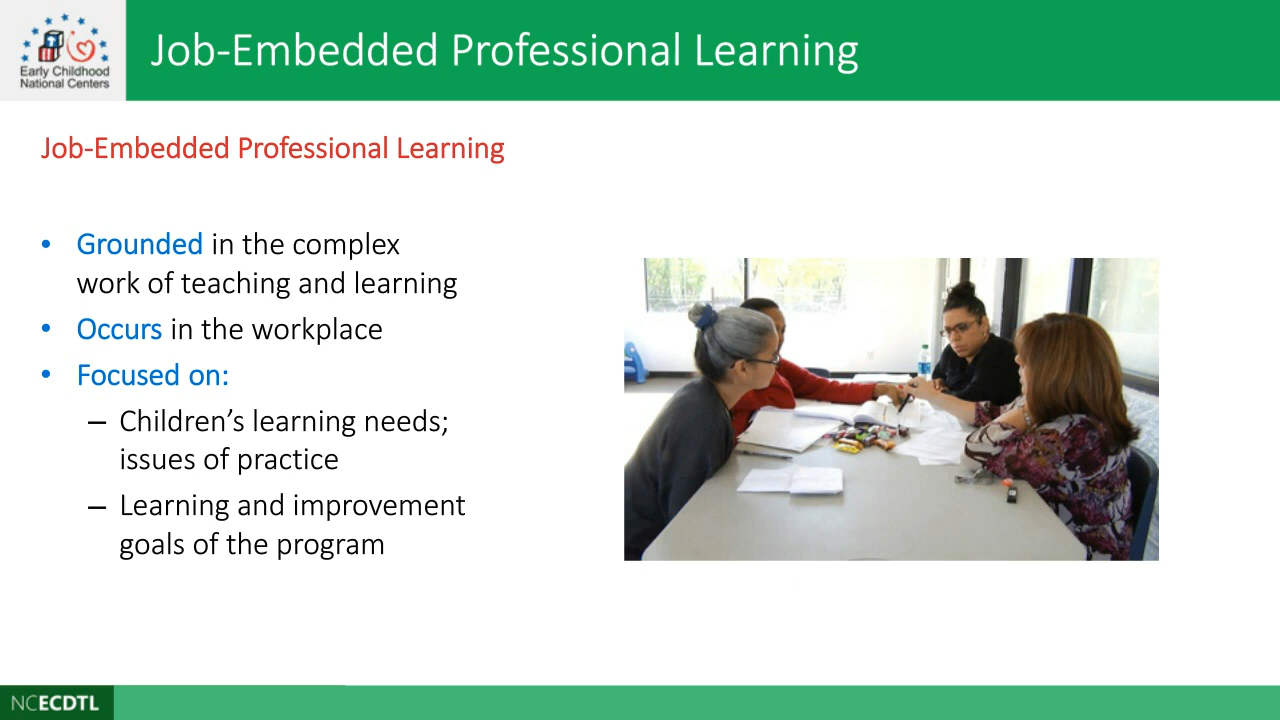 Early Childhood
National Centers
Job-Embedded Professional Learning
Job-Embedded Professional Learning
• Grounded in the complex
work of teaching and learning
• Occurs in the workplace
• Focused on:
– Children’s learning needs;
issues of practice
– Learning and improvement
goals of the program
NCECDTL